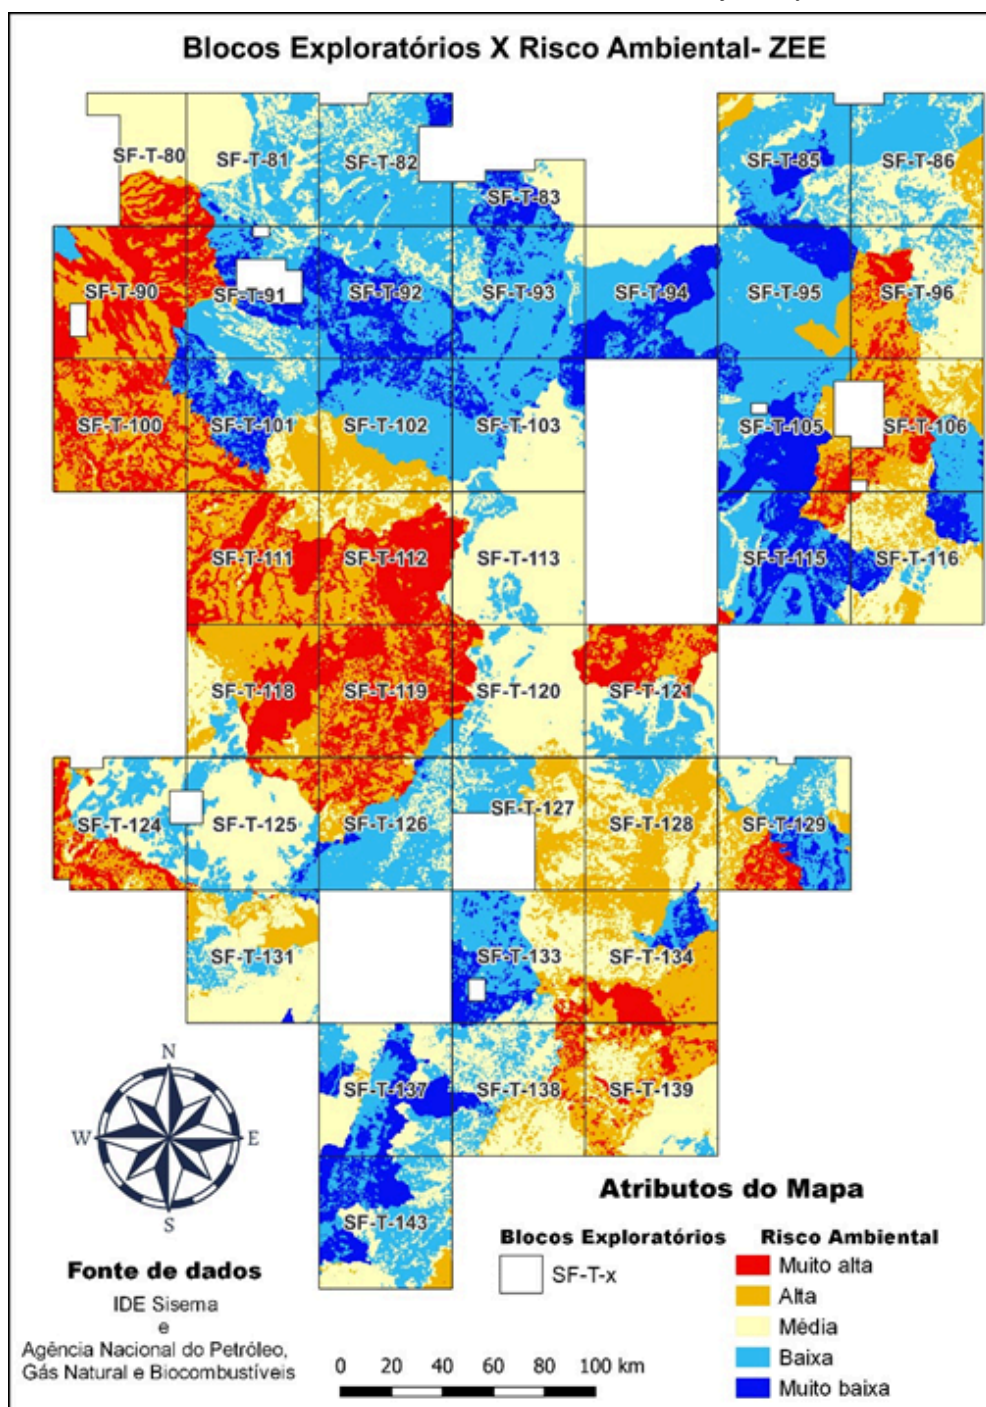 Blocos Exploratórios X Risco Ambiental- ZEE
SF-T-80
SF-T-81
SF-T-82
SF-T-83
SF-T-85
SF-T-86
SF-T-90
SF-T-91
SF-T-92
SF-T-93
SF-T-94
SF-T-95
SF-T-96
SF-T-100
SF-T-101
SF-T-102
SF-T-103
SF-T-105
SF-T-106
SF-T-111
SF-T-112
SF-T-113
SF-T-115
SF-T-116
SF-T-118
SF-T-119
SF-T-120
SF-T-121
SF-T-124
SF-T-125
SF-T-126
SF-T-127
SF-T-128
SF-T-129
SF-T-131
SF-T-133
SF-T-134
SF-T-137
SF-T-138
SF-T-139
SF-T-143
N
W
E
S
Fonte de dados
IDE Sisema
e
Agência Nacional do Petróleo,
Gás Natural e Biocombustíveis
0 20 40 60 80 100 km
Atributos do Mapa
Blocos Exploratórios
SF-T-x
Risco Ambiental
Muito alta
Alta
Média
Baixa
Muito baixa